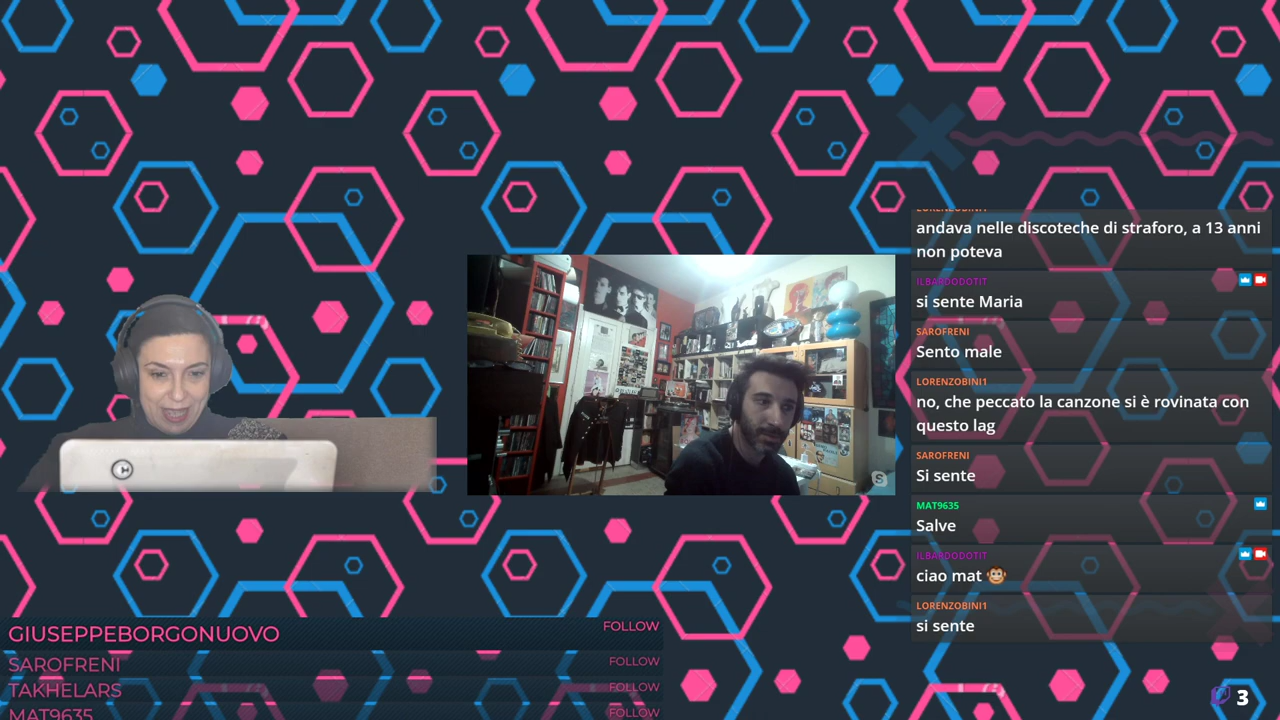 LORENZOBINI1
andava nelle discoteche di straforo, a 13 anni
non poteva
ILBARDODOTIT
si sente Maria
SAROFRENI
Sento male
LORENZOBINI1
no, che peccato la canzone si è rovinata con
questo lag
SAROFRENI
Si sente
MAT9635
Salve
ILBARDODOTIT
ciao mat 🐵
LORENZOBINI1
si sente
GIUSEPPEBORGONUOVO FOLLOW
SAROFRENI FOLLOW
TAKHELARS FOLLOW
MAT9635 FOLLOW
3